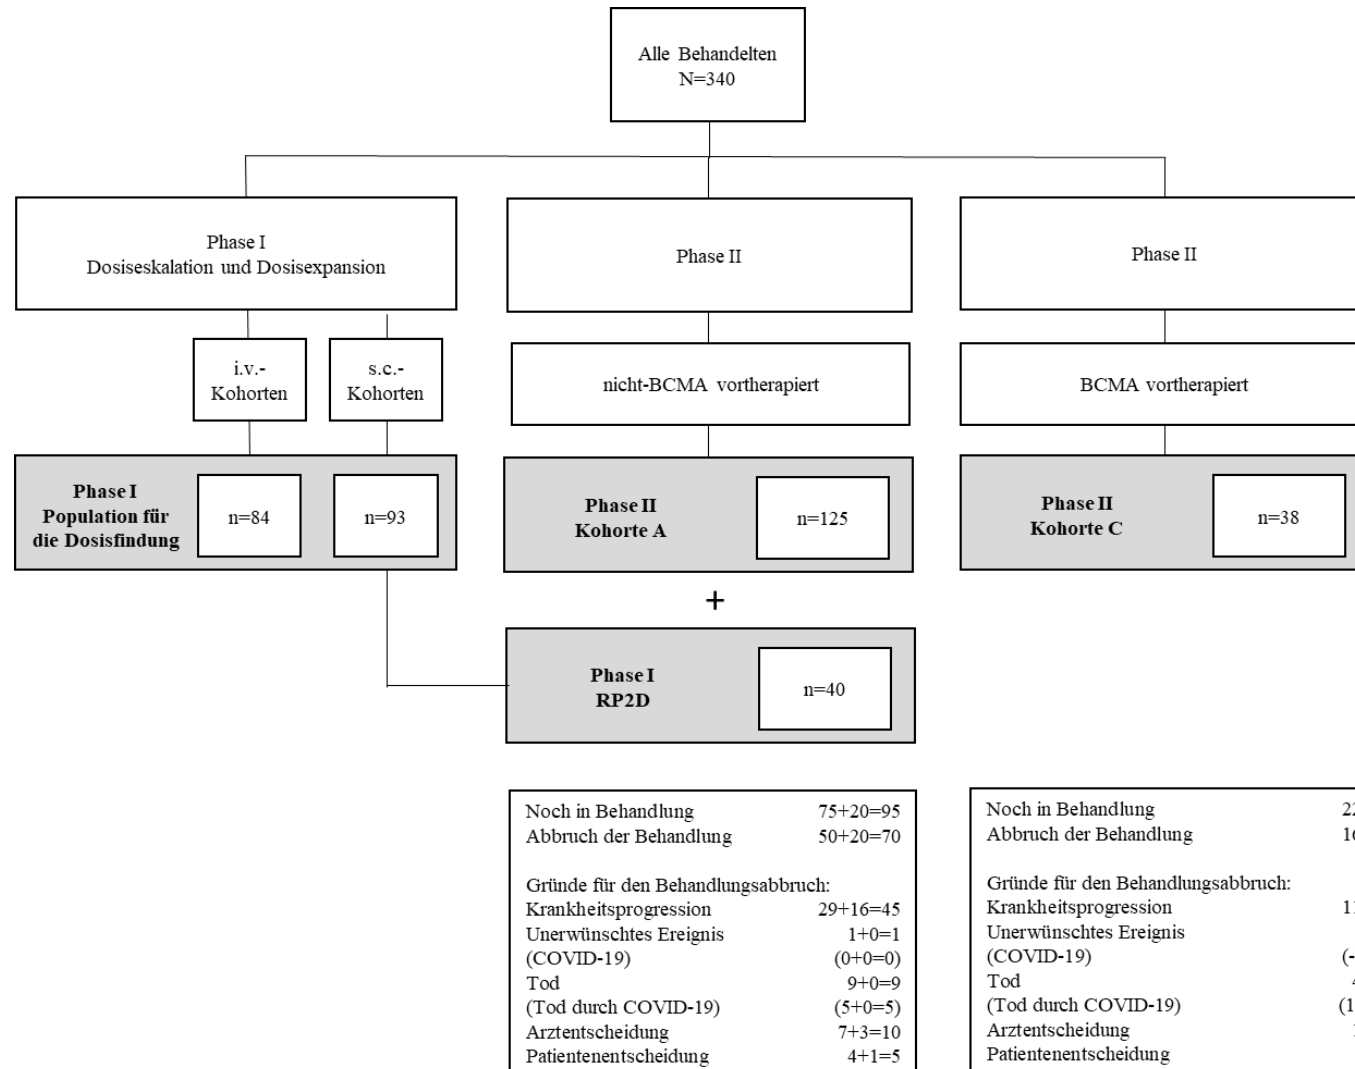 Alle Behandelten
N=340
Phase I
Dosiseskalation und Dosisexpansion
Phase II
Phase II
i.v.-
Kohorten
s.c.-
Kohorten
nicht-BCMA vortherapiert
BCMA vortherapiert
Phase I
Population für
die Dosisfindung
n=84
n=93
Phase II
Kohorte A
n=125
Phase II
Kohorte C
n=38
+
Phase I
RP2D
n=40
Noch in Behandlung 75+20=95
Abbruch der Behandlung 50+20=70
Gründe für den Behandlungsabbruch:
Krankheitsprogression 29+16=45
Unerwünschtes Ereignis 1+0=1
(COVID-19) (0+0=0)
Tod 9+0=9
(Tod durch COVID-19) (5+0=5)
Arztentscheidung 7+3=10
Patientenentscheidung 4+1=5
Noch in Behandlung 22
Abbruch der Behandlung 16
Gründe für den Behandlungsabbruch:
Krankheitsprogression 11
Unerwünschtes Ereignis
(COVID-19) (-
Tod
(Tod durch COVID-19) (1
Arztentscheidung
Patientenentscheidung